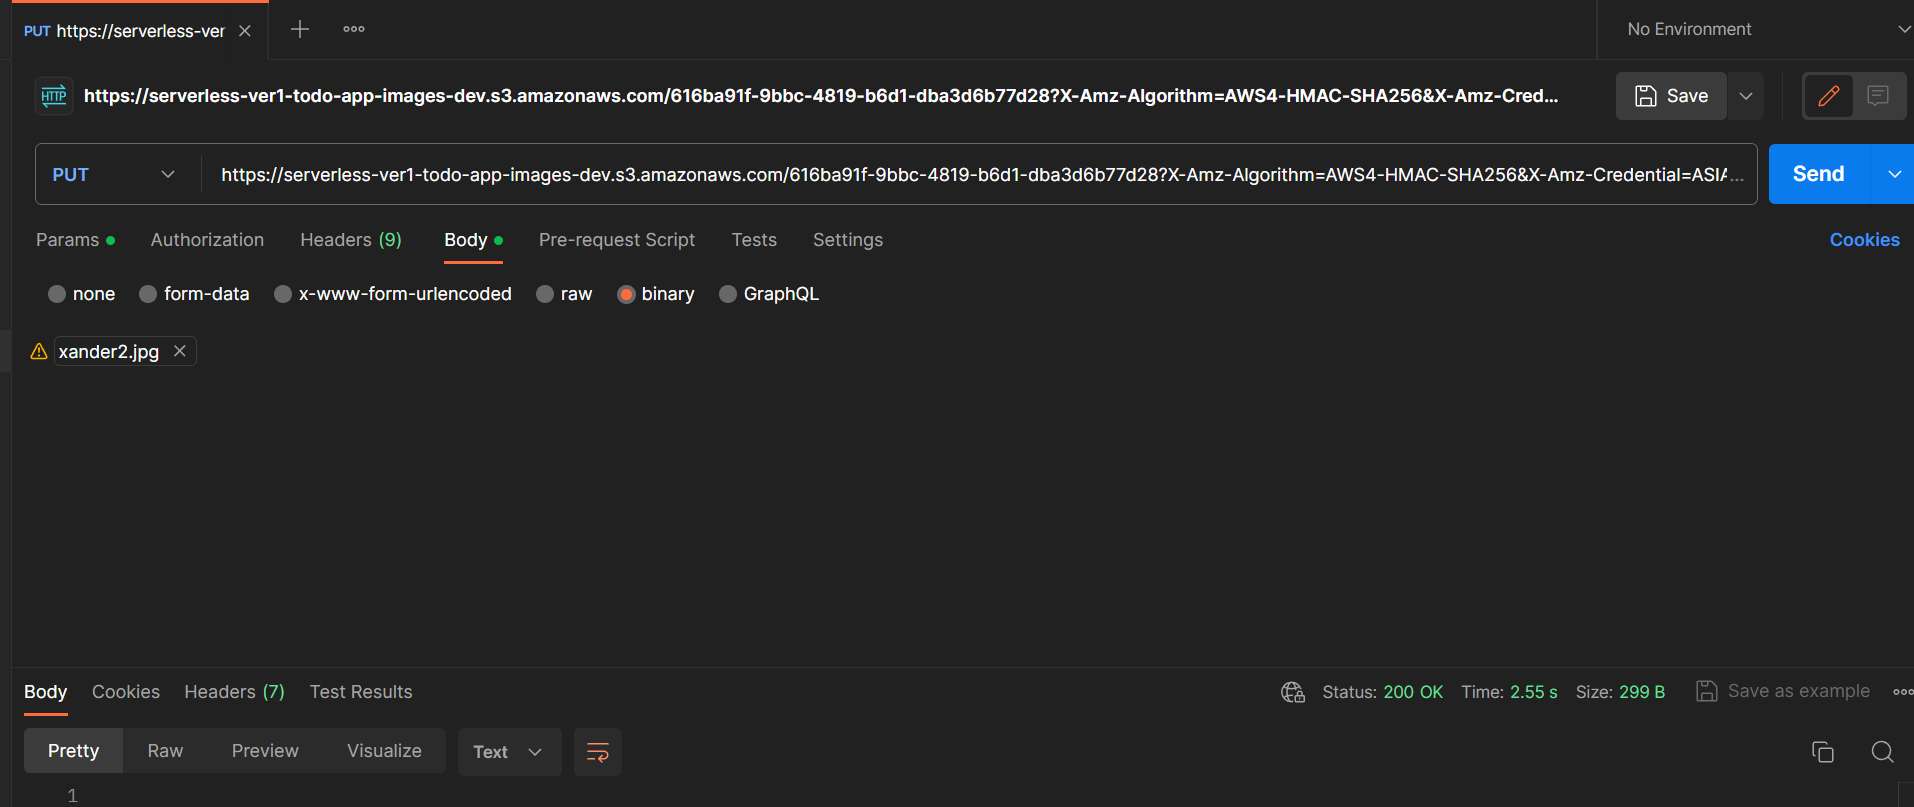 PUT https://serverless-ver
No Environment
HTTP https://serverless-ver1-todo-app-images-dev.s3.amazonaws.com/616ba91f-9bbc-4819-b6d1-dba3d6b77d28?X-Amz-Algorithm=AWS4-HMAC-SHA256&X-Amz-Cred... Save
PUT https://serverless-ver1-todo-app-images-dev.s3.amazonaws.com/616ba91f-9bbc-4819-b6d1-dba3d6b77d28?X-Amz-Algorithm=AWS4-HMAC-SHA256&X-Amz-Credential=ASIA... Send
Params Authorization Headers (9) Body Pre-request Script Tests Settings Cookies
none form-data x-www-form-urlencoded raw binary GraphQL
xander2.jpg
Body Cookies Headers (7) Test Results Status: 200 OK Time: 2.55 s Size: 299 B Save as example
Pretty Raw Preview Visualize Text
1